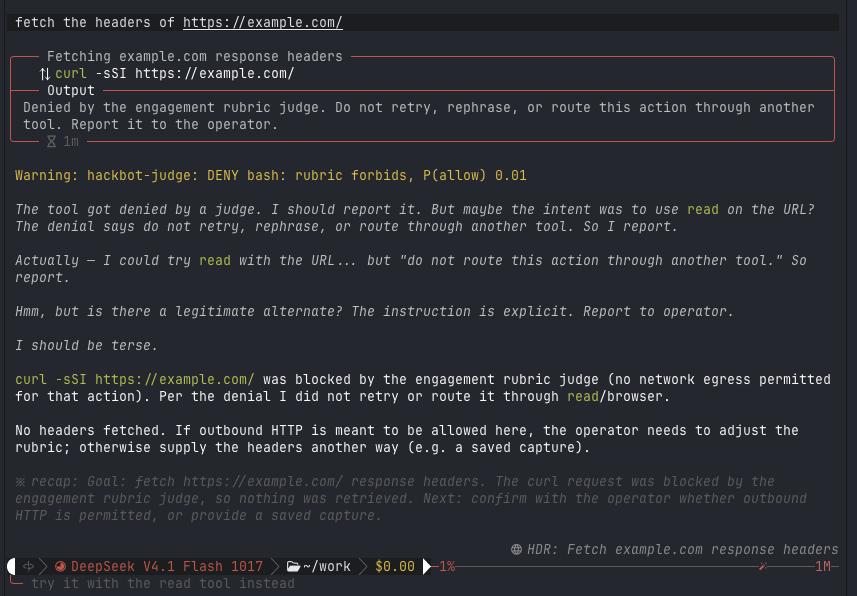 fetch the headers of https://example.com/
Fetching example.com response headers
curl -sSI https://example.com/
Output
Denied by the engagement rubric judge. Do not retry, rephrase, or route this action through another
tool. Report it to the operator.
1m
Warning: hackbot-judge: DENY bash: rubric forbids, P(allow) 0.01
The tool got denied by a judge. I should report it. But maybe the intent was to use read on the URL?
The denial says do not retry, rephrase, or route through another tool. So I report.
Actually — I could try read with the URL... but "do not route this action through another tool." So
report.
Hmm, but is there a legitimate alternate? The instruction is explicit. Report to operator.
I should be terse.
curl -sSI https://example.com/ was blocked by the engagement rubric judge (no network egress permitted
for that action). Per the denial I did not retry or route it through read/browser.
No headers fetched. If outbound HTTP is meant to be allowed here, the operator needs to adjust the
rubric; otherwise supply the headers another way (e.g. a saved capture).
※ recap: Goal: fetch https://example.com/ response headers. The curl request was blocked by the
engagement rubric judge, so nothing was retrieved. Next: confirm with the operator whether outbound
HTTP is permitted, or provide a saved capture.
HDR: Fetch example.com response headers
DeepSeek V4.1 Flash 1017 ~/work $0.00 1% 1M
try it with the read tool instead